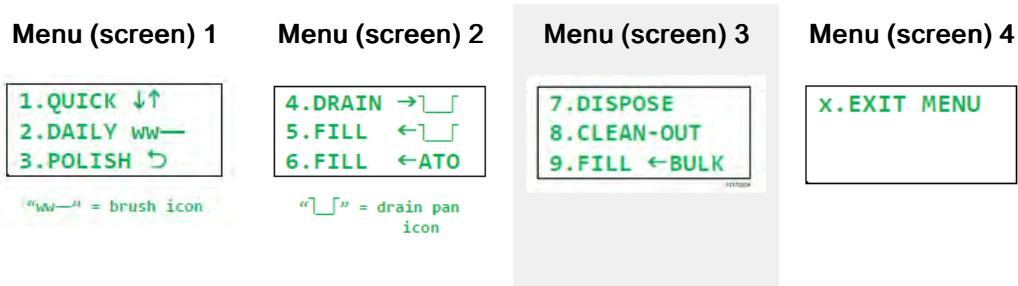 Menu (screen) 1
1.QUICK ↓↑
2.DAILY ww—
3.POLISH ⮌
“ww—” = brush icon
Menu (screen) 2
4.DRAIN →
5.FILL ←
6.FILL ←ATO
“ ” = drain pan
icon
Menu (screen) 3
7.DISPOSE
8.CLEAN-OUT
9.FILL ←BULK
Menu (screen) 4
x.EXIT MENU